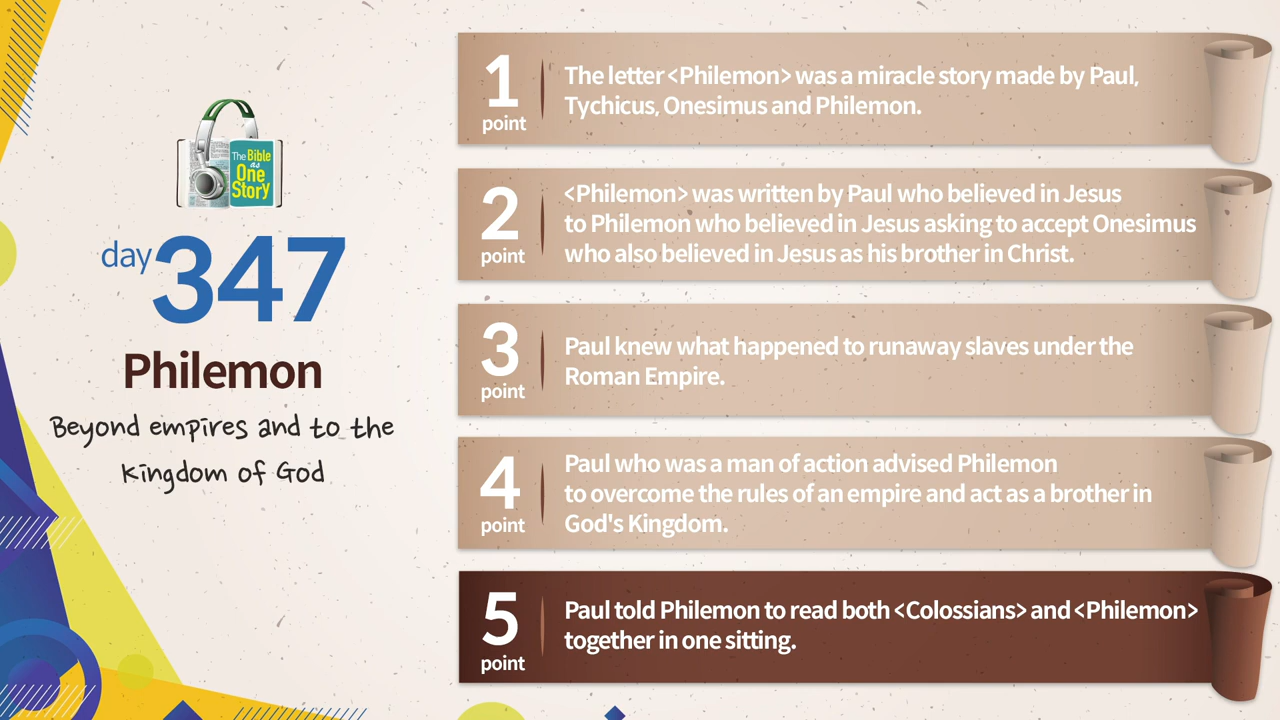 The Bible
as
One
Story
day 347
Philemon
Beyond empires and to the
Kingdom of God
1
point
The letter <Philemon> was a miracle story made by Paul,
Tychicus, Onesimus and Philemon.
2
point
<Philemon> was written by Paul who believed in Jesus
to Philemon who believed in Jesus asking to accept Onesimus
who also believed in Jesus as his brother in Christ.
3
point
Paul knew what happened to runaway slaves under the
Roman Empire.
4
point
Paul who was a man of action advised Philemon
to overcome the rules of an empire and act as a brother in
God's Kingdom.
5
point
Paul told Philemon to read both <Colossians> and <Philemon>
together in one sitting.